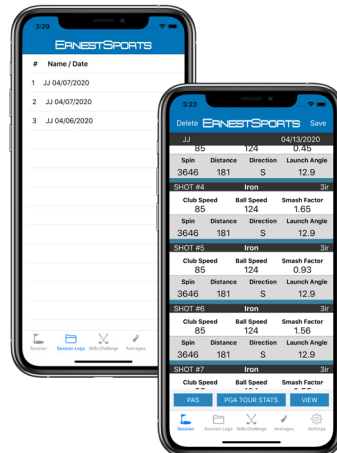 3:29
ERNESTSPORTS
# Name / Date
1 JJ 04/07/2020
2 JJ 04/07/2020
3 JJ 04/06/2020
Session Session Logs Skills Challenge Averages
3:22
Delete ERNESTSPORTS Save
JJ 04/13/2020
85 124 0.45
Spin Distance Direction Launch Angle
3646 181 S 12.9
SHOT #4 Iron 3ir
Club Speed Ball Speed Smash Factor
85 124 1.65
Spin Distance Direction Launch Angle
3646 181 S 12.9
SHOT #5 Iron 3ir
Club Speed Ball Speed Smash Factor
85 124 0.93
Spin Distance Direction Launch Angle
3646 181 S 12.9
SHOT #6 Iron 3ir
Club Speed Ball Speed Smash Factor
85 124 1.56
Spin Distance Direction Launch Angle
3646 181 S 12.9
SHOT #7 Iron 3ir
Club Speed Ball Speed Smash Factor
PAS PGA TOUR STATS VIEW
Session Session Logs Skills Challenge Averages Settings